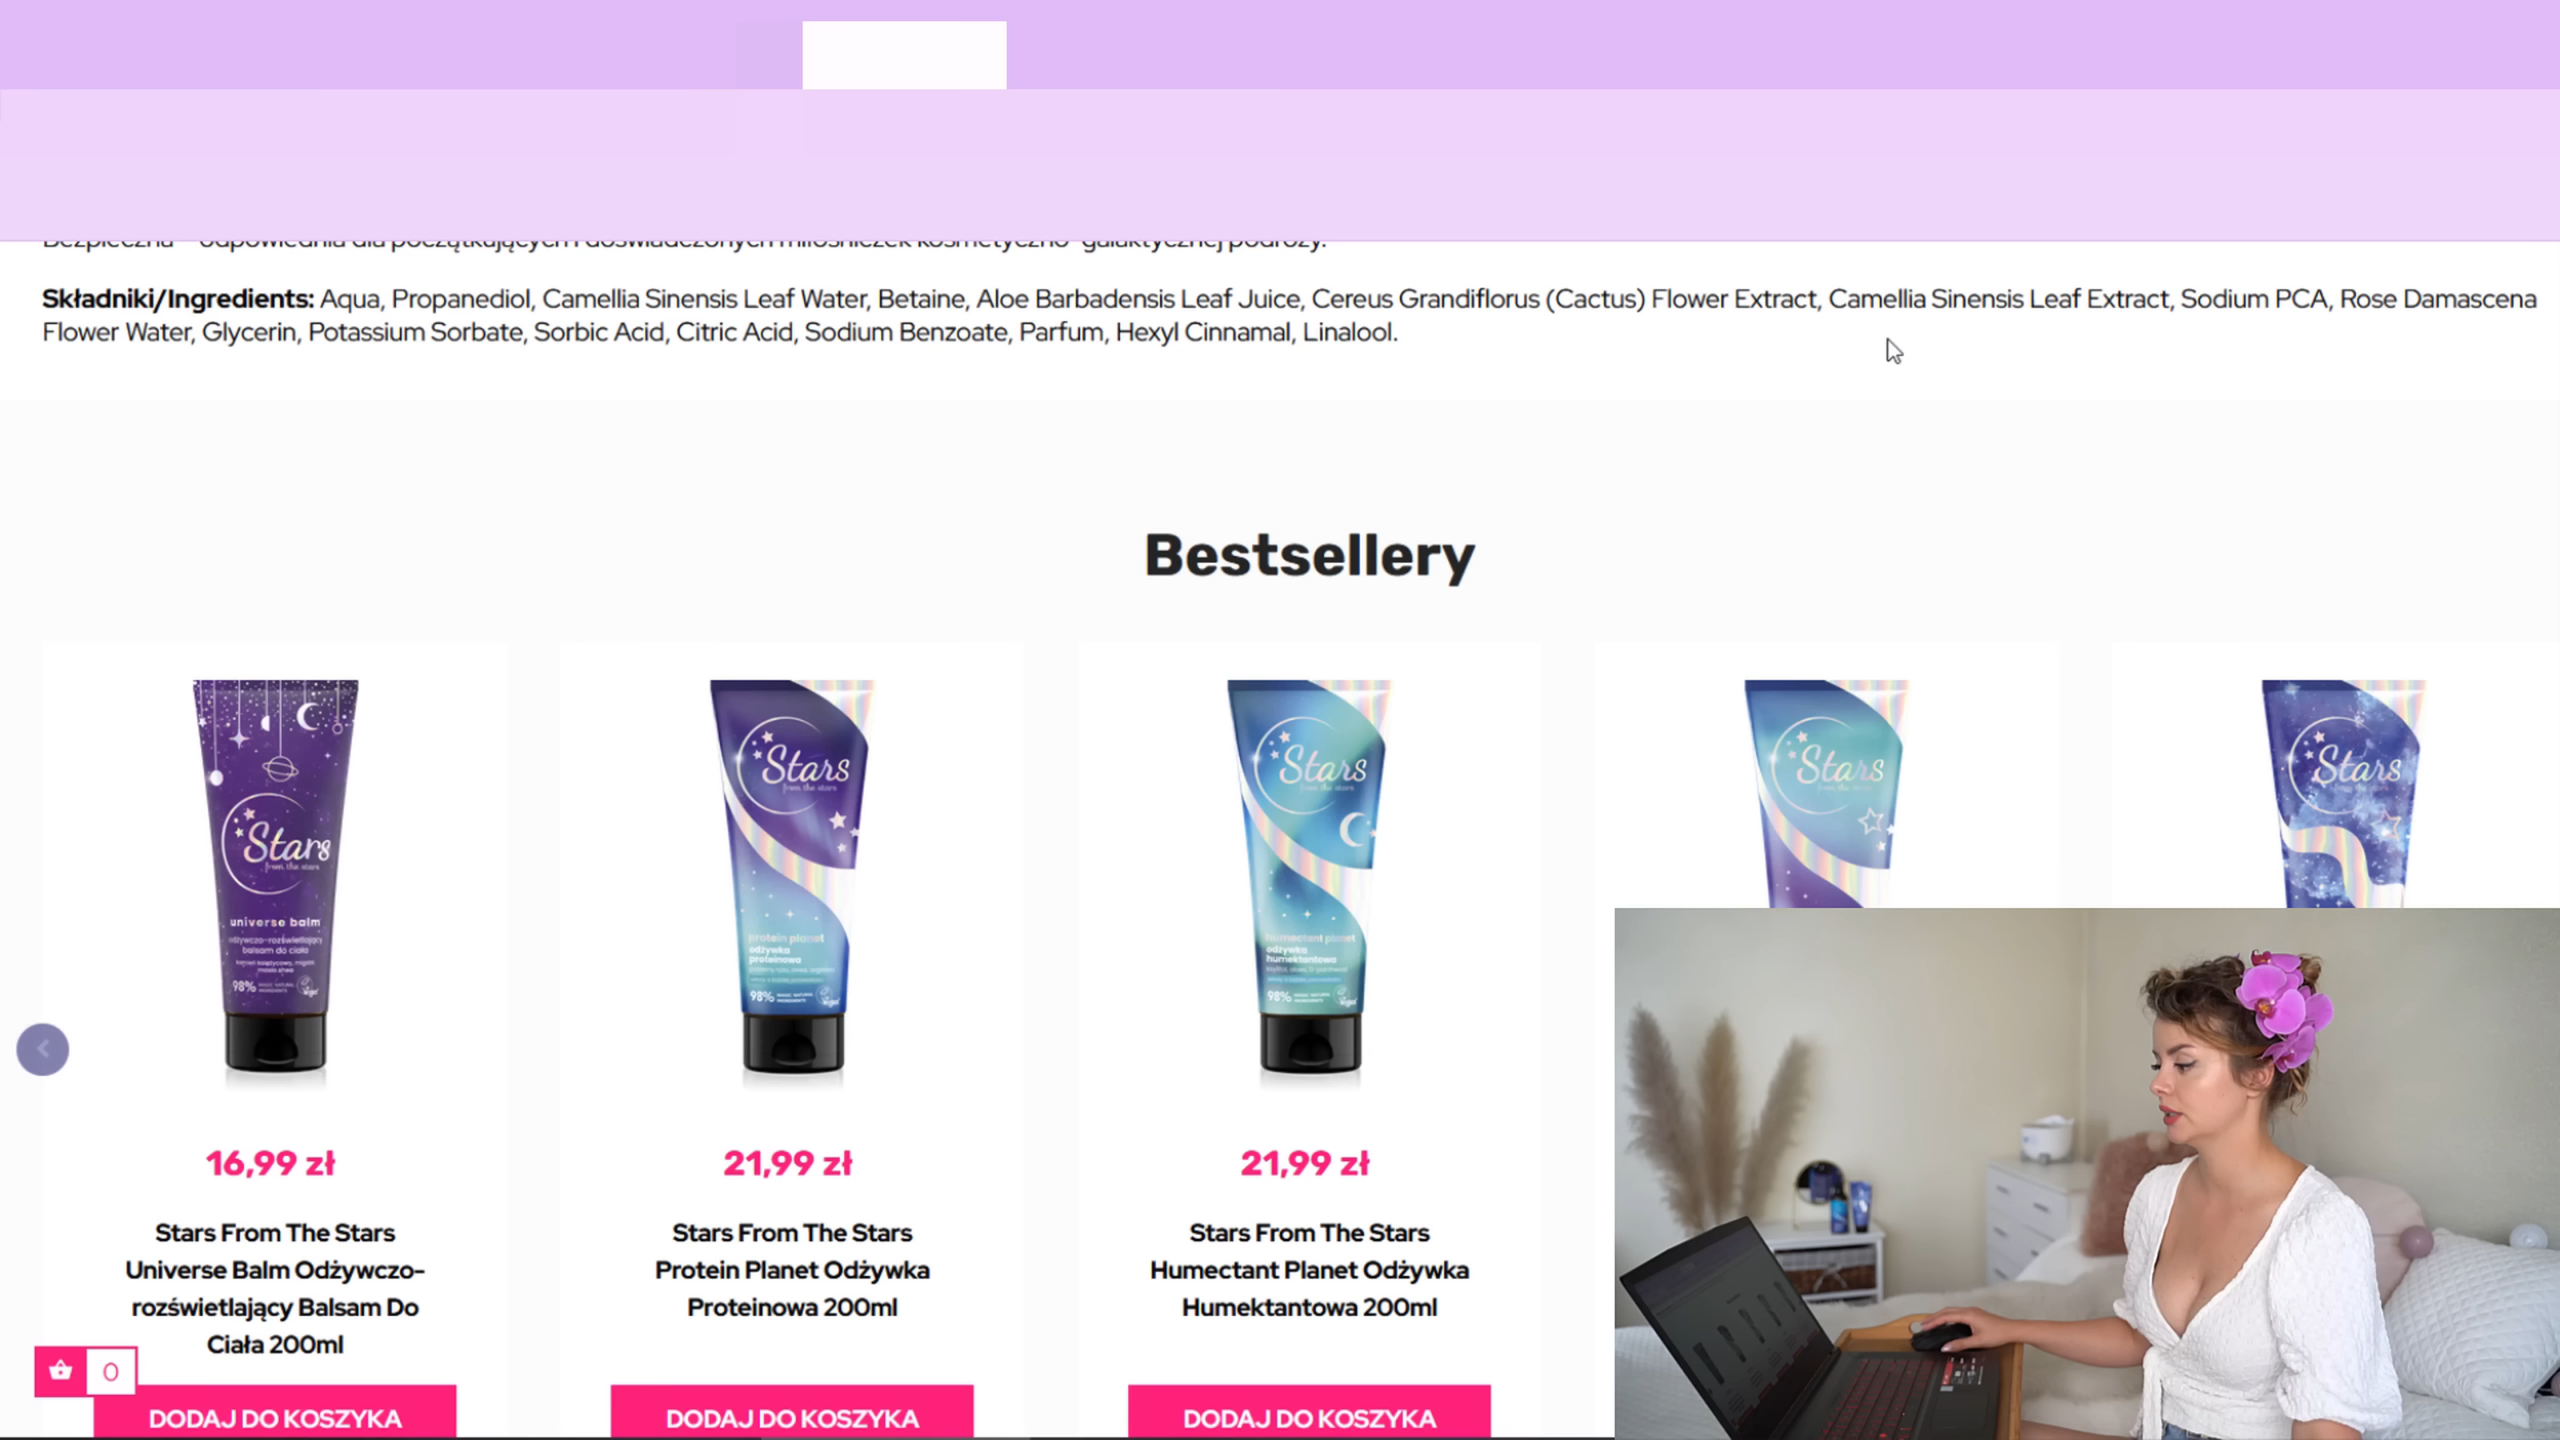 Bezpieczna - odpowiednia dla początkujących i doświadczonych miłośniczek kosmetyczno-galaktycznej podróży.
Składniki/Ingredients: Aqua, Propanediol, Camellia Sinensis Leaf Water, Betaine, Aloe Barbadensis Leaf Juice, Cereus Grandiflorus (Cactus) Flower Extract, Camellia Sinensis Leaf Extract, Sodium PCA, Rose Damascena
Flower Water, Glycerin, Potassium Sorbate, Sorbic Acid, Citric Acid, Sodium Benzoate, Parfum, Hexyl Cinnamal, Linalool.
Bestsellery
Stars
from the stars
universe balm
odżywczo-rozświetlający
balsam do ciała
98%
Stars
from the stars
protein planet
odżywka
proteinowa
98%
Stars
from the stars
humectant planet
odżywka
humektantowa
98%
Stars
from the stars
Stars
from the stars
16,99 zł
21,99 zł
21,99 zł
Stars From The Stars
Universe Balm Odżywczo-
rozświetlający Balsam Do
Ciała 200ml
Stars From The Stars
Protein Planet Odżywka
Proteinowa 200ml
Stars From The Stars
Humectant Planet Odżywka
Humektantowa 200ml
0
DODAJ DO KOSZYKA
DODAJ DO KOSZYKA
DODAJ DO KOSZYKA